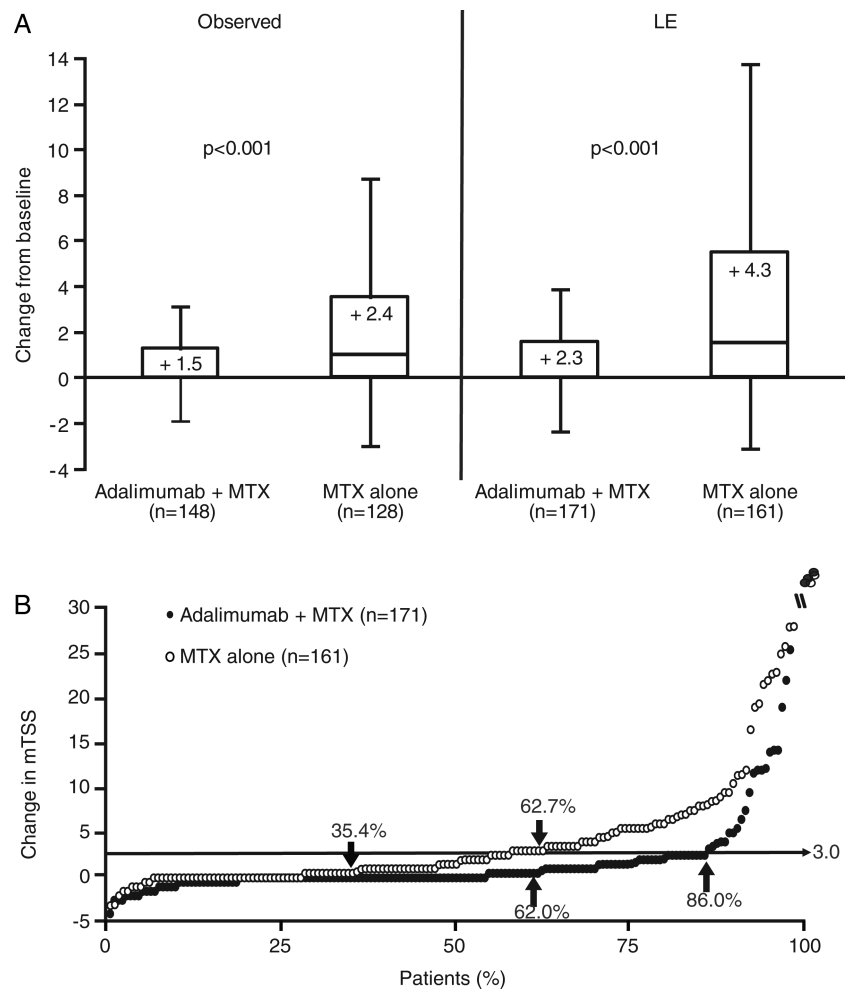 A
Observed
LE
14
12
10
8
6
4
2
0
-2
-4
Change from baseline
p<0.001
p<0.001
+ 1.5
+ 2.4
+ 2.3
+ 4.3
Adalimumab + MTX
(n=148)
MTX alone
(n=128)
Adalimumab + MTX
(n=171)
MTX alone
(n=161)
B
Adalimumab + MTX (n=171)
MTX alone (n=161)
30
25
20
15
10
5
0
-5
Change in mTSS
35.4%
62.7%
3.0
62.0%
86.0%
0
25
50
75
100
Patients (%)